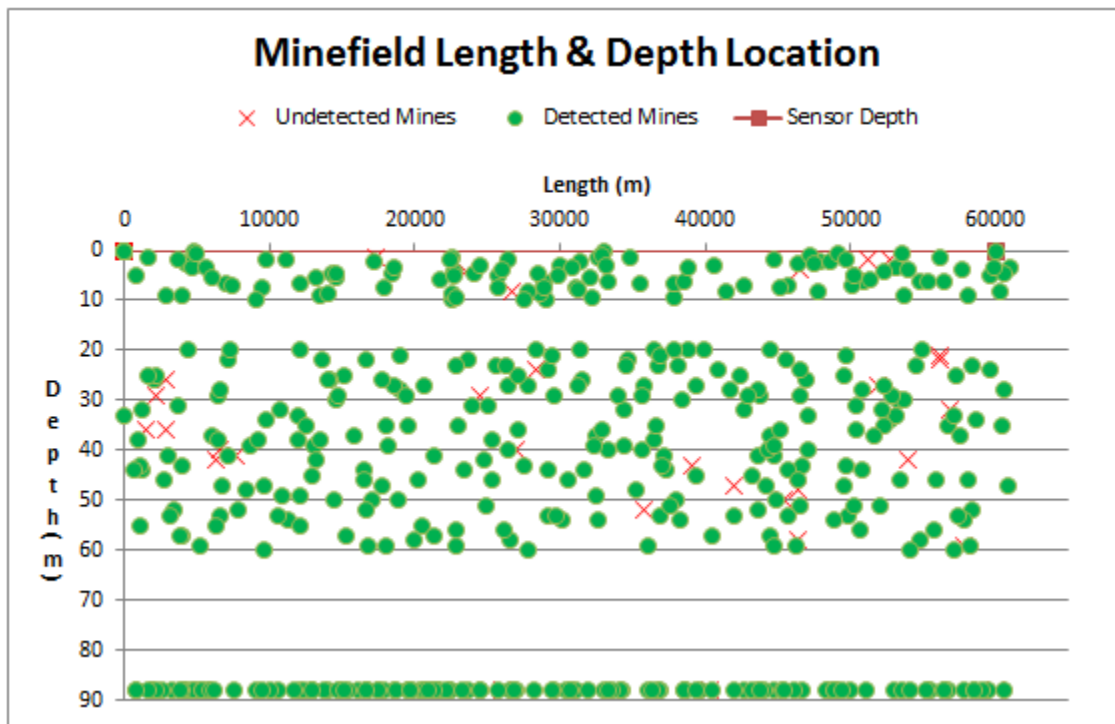 Minefield Length & Depth Location
Undetected Mines Detected Mines Sensor Depth
Length (m)
0 10000 20000 30000 40000 50000 60000
0
10
20
30
40
50
60
70
80
90
Depth(m)